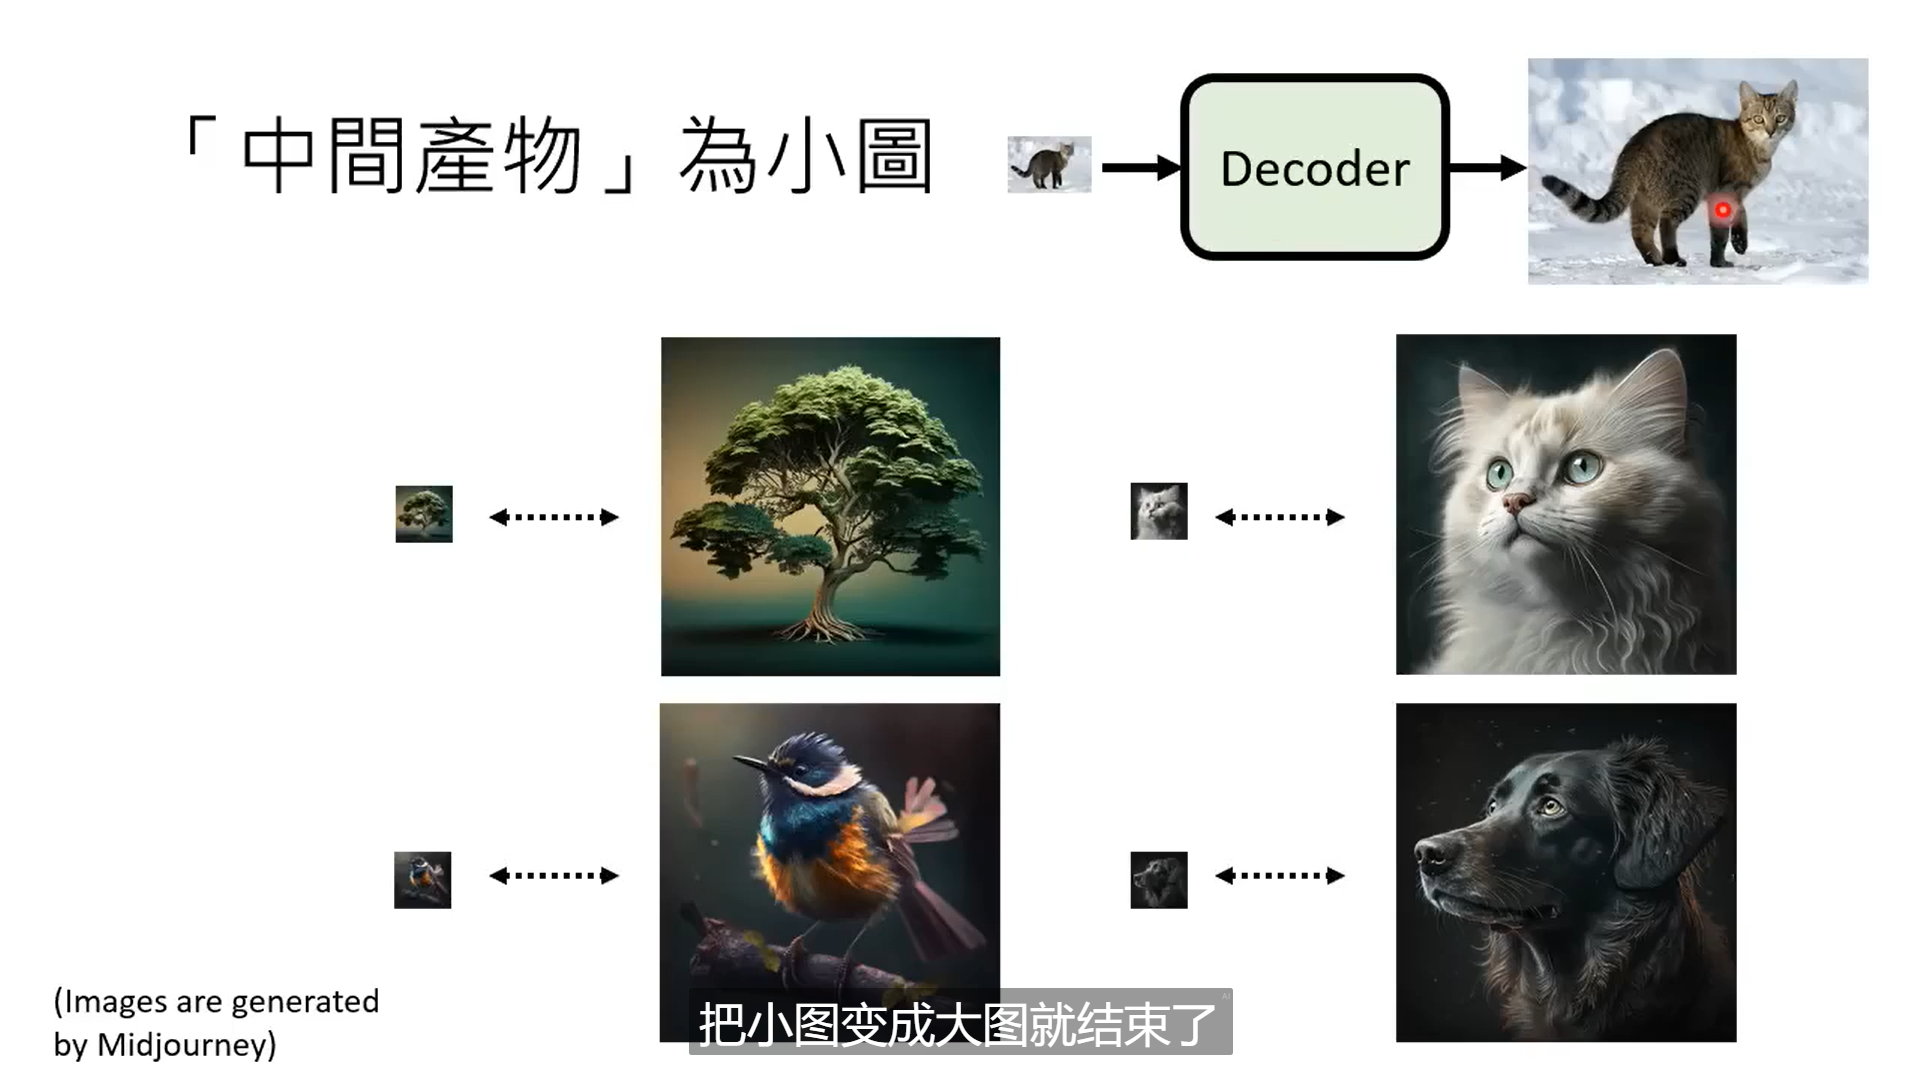 「中間產物」為小圖
Decoder
(Images are generated
by Midjourney)
把小图变成大图就结束了
AI